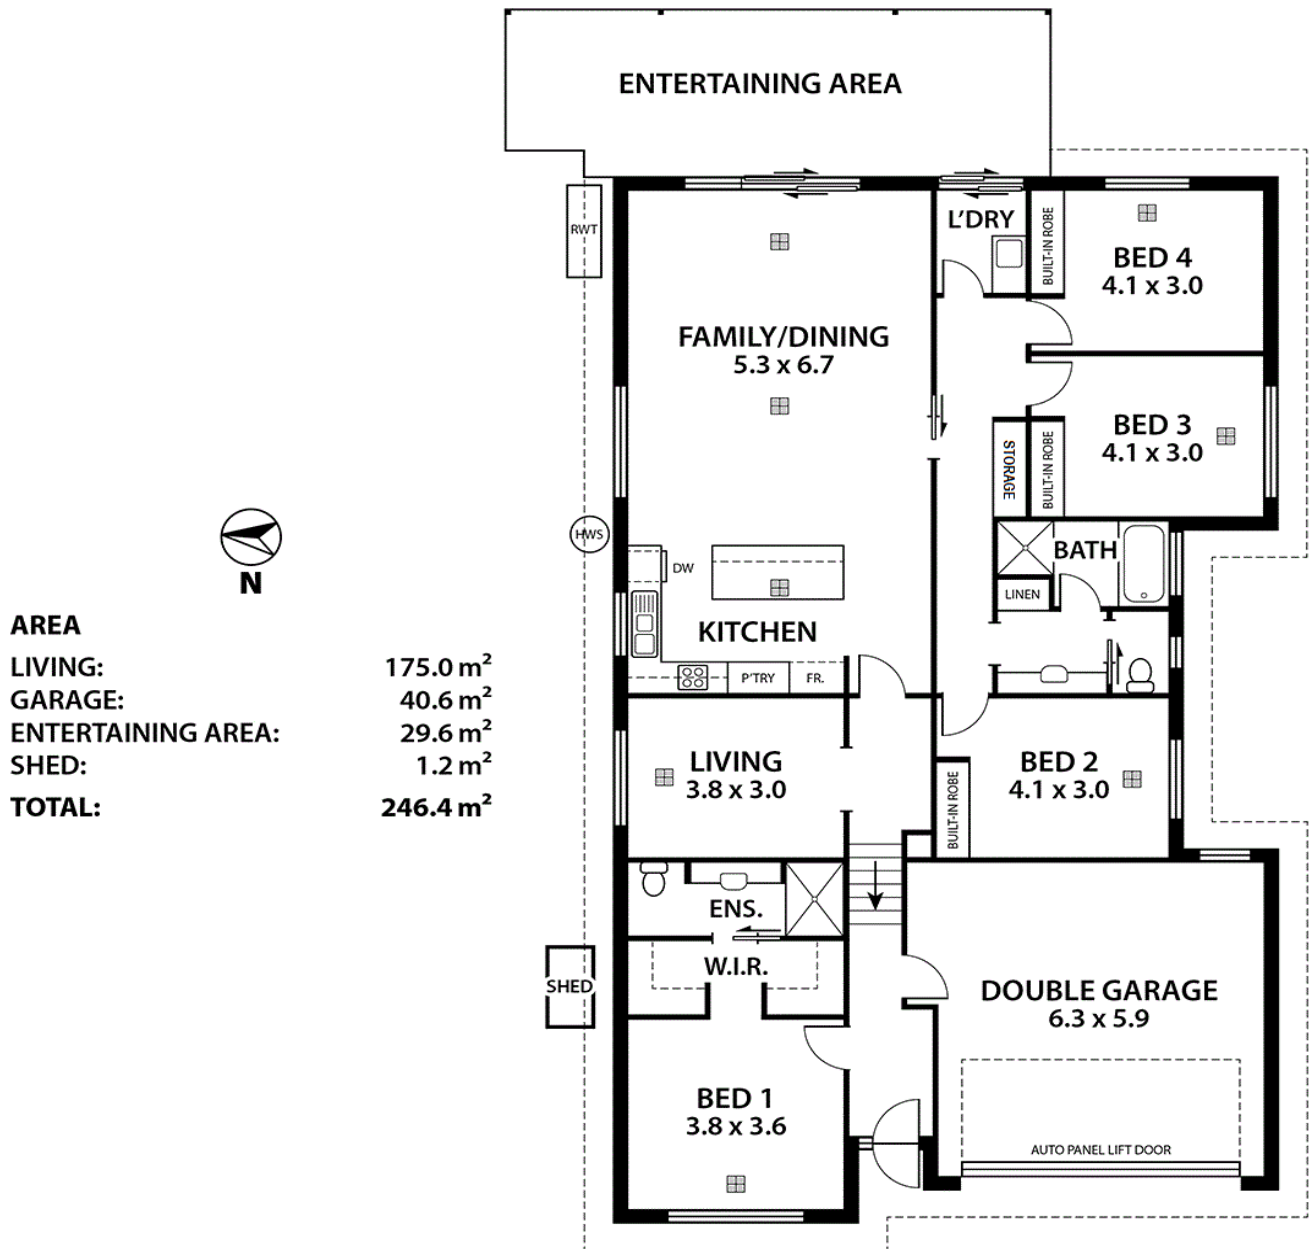 ENTERTAINING AREA
RWT
L'DRY
BUILT-IN ROBE
BED 4
4.1 x 3.0
FAMILY/DINING
5.3 x 6.7
BED 3
4.1 x 3.0
STORAGE
BUILT-IN ROBE
HWS
DW
BATH
LINEN
KITCHEN
P'TRY
FR.
N
AREA
LIVING: 175.0 m²
GARAGE: 40.6 m²
ENTERTAINING AREA: 29.6 m²
SHED: 1.2 m²
TOTAL: 246.4 m²
LIVING
3.8 x 3.0
BED 2
4.1 x 3.0
BUILT-IN ROBE
ENS.
W.I.R.
SHED
DOUBLE GARAGE
6.3 x 5.9
BED 1
3.8 x 3.6
AUTO PANEL LIFT DOOR